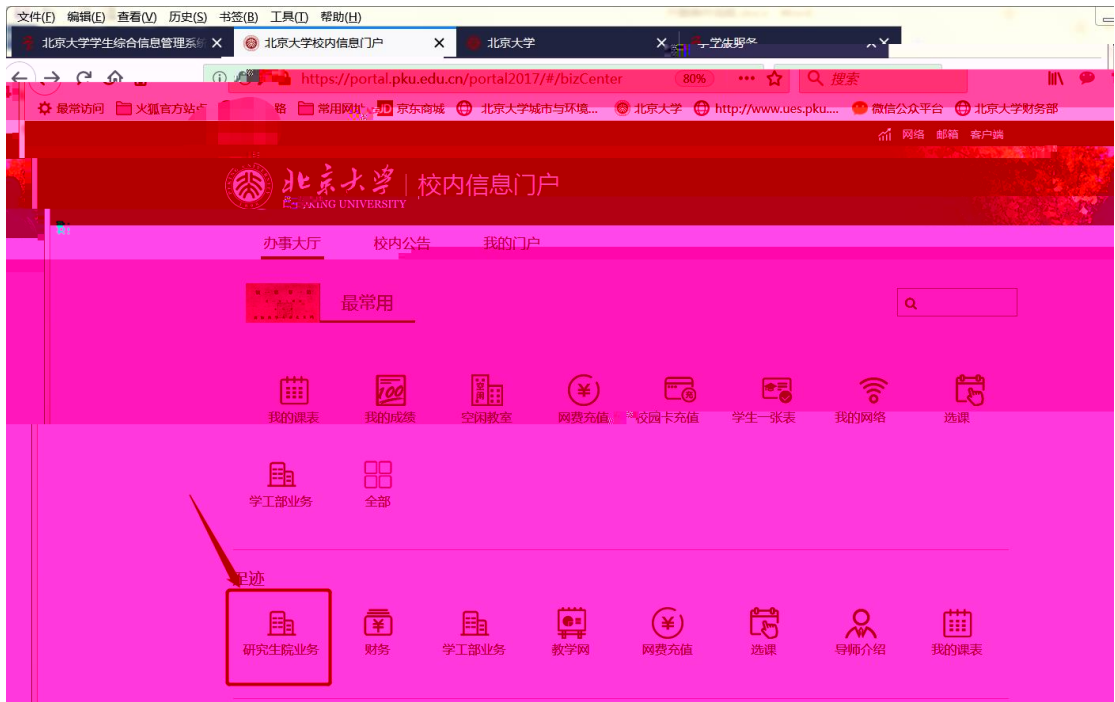 文件(F) 编辑(E) 查看(V) 历史(S) 书签(B) 工具(T) 帮助(H)
北京大学学生综合信息管理系统 北京大学校内信息门户 北京大学
https://portal.pku.edu.cn/portal2017/#/bizCenter 80% 搜索
最常访问 火狐官方站点 常用网址 JD 京东商城 北京大学城市与环境... 北京大学 http://www.ues.pku.... 微信公众平台 北京大学财务部
网络 邮箱 客户端
北京大学 校内信息门户
PEKING UNIVERSITY
办事大厅 校内公告 我的门户
最常用
我的课表 我的成绩 空闲教室 网费充值 校园卡充值 学生一张表 我的网络 选课
学工部业务 全部
足迹
研究生院业务 财务 学工部业务 教学网 网费充值 选课 导师介绍 我的课表